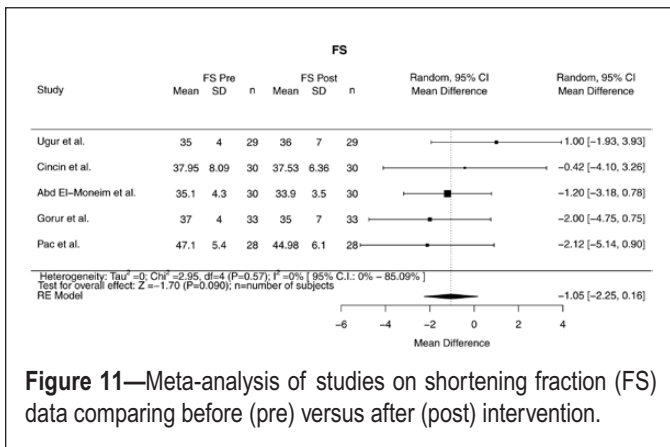 FS
FS Pre FS Post Random, 95% CI Random, 95% CI
Study Mean SD n Mean SD n Mean Difference Mean Difference
Ugur et al. 35 4 29 36 7 29 1.00 [−1.93, 3.93)
Cincin et al. 37.95 8.09 30 37.53 6.36 30 −0.42 [−4.10, 3.26]
Abd El−Moneim et al. 35.1 4.3 30 33.9 3.5 30 −1.20 [−3.18, 0.78]
Gorur et al. 37 4 33 35 7 33 −2.00 [−4.75, 0.75]
Pac et al. 47.1 5.4 28 44.98 6.1 28 −2.12 [−5.14, 0.90]
Heterogeneity: Tau² =0; Chi² =2.95, df=4 (P=0.57); I² =0% [ 95% C.I.: 0% − 85.09% ]
Test for overall effect: Z =−1.70 (P=0.090); n=number of subjects
RE Model −1.05 [−2.25, 0.16]
−6 −4 −2 0 2 4
Mean Difference
Figure 11—Meta-analysis of studies on shortening fraction (FS)
data comparing before (pre) versus after (post) intervention.